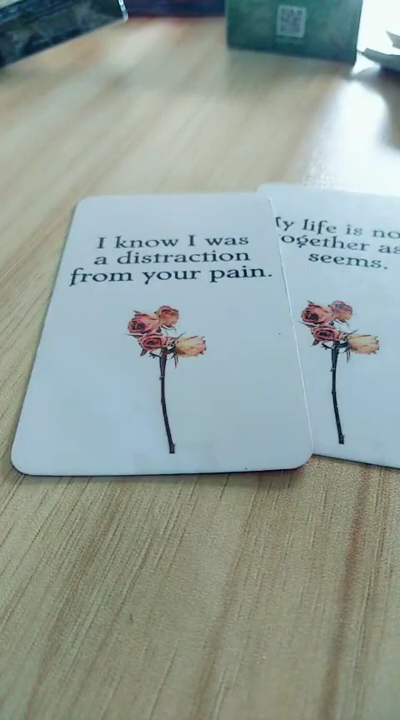 I know I was
a distraction
from your pain.
life is
as
seems.